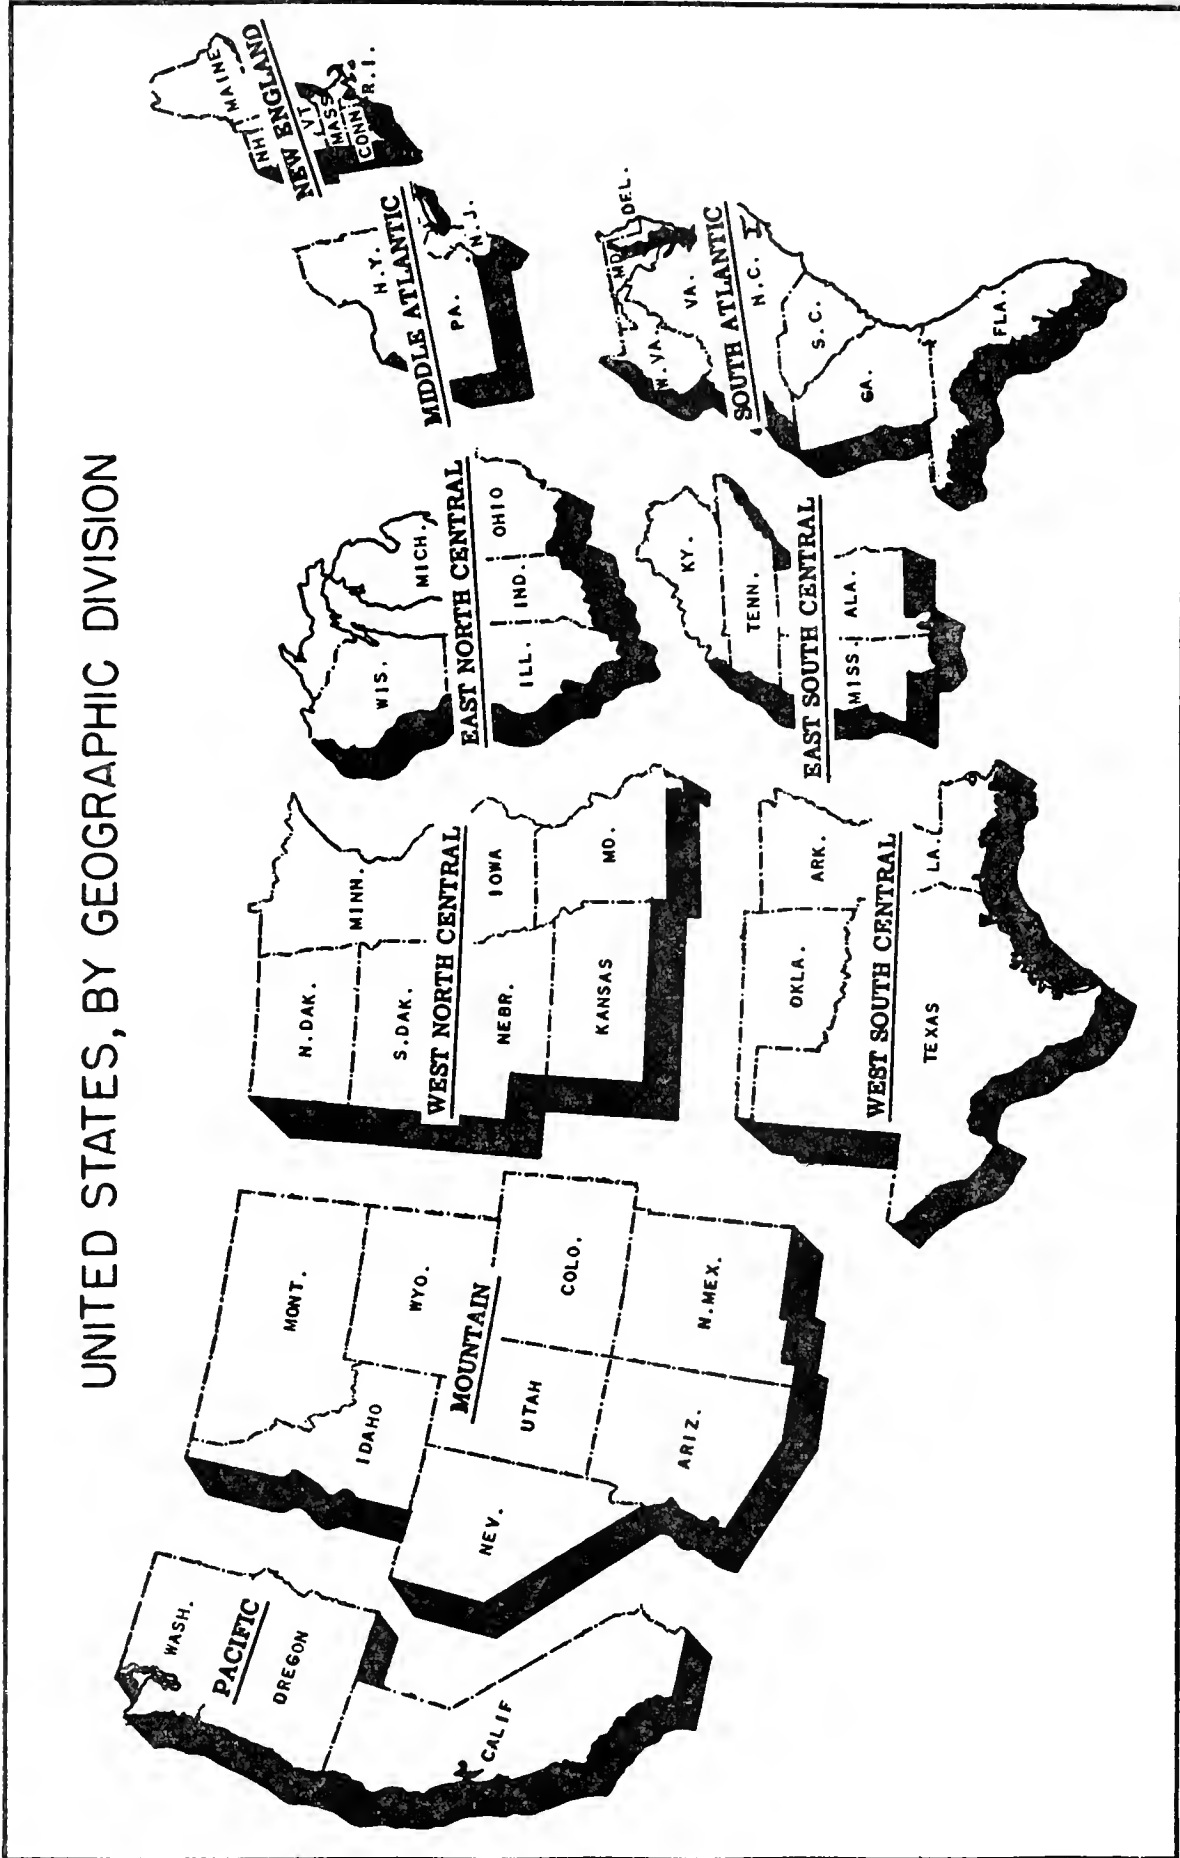 UNITED STATES, BY GEOGRAPHIC DIVISION
PACIFIC
WASH.
OREGON
CALIF
MOUNTAIN
MONT.
IDAHO
WYO.
NEV.
UTAH
COLO.
ARIZ.
N.MEX.
WEST NORTH CENTRAL
N.DAK.
MINN.
S.DAK.
NEBR.
IOWA
KANSAS
MO.
WEST SOUTH CENTRAL
OKLA.
ARK.
TEXAS
LA.
EAST NORTH CENTRAL
WIS.
MICH.
ILL.
IND.
OHIO
EAST SOUTH CENTRAL
KY.
TENN.
MISS.
ALA.
MIDDLE ATLANTIC
N.Y.
PA.
N.J.
SOUTH ATLANTIC
MD.
DEL.
W.VA.
VA.
N.C.
S.C.
GA.
FLA.
NEW ENGLAND
MAINE
NH
VT
MASS
CONN
R.I.